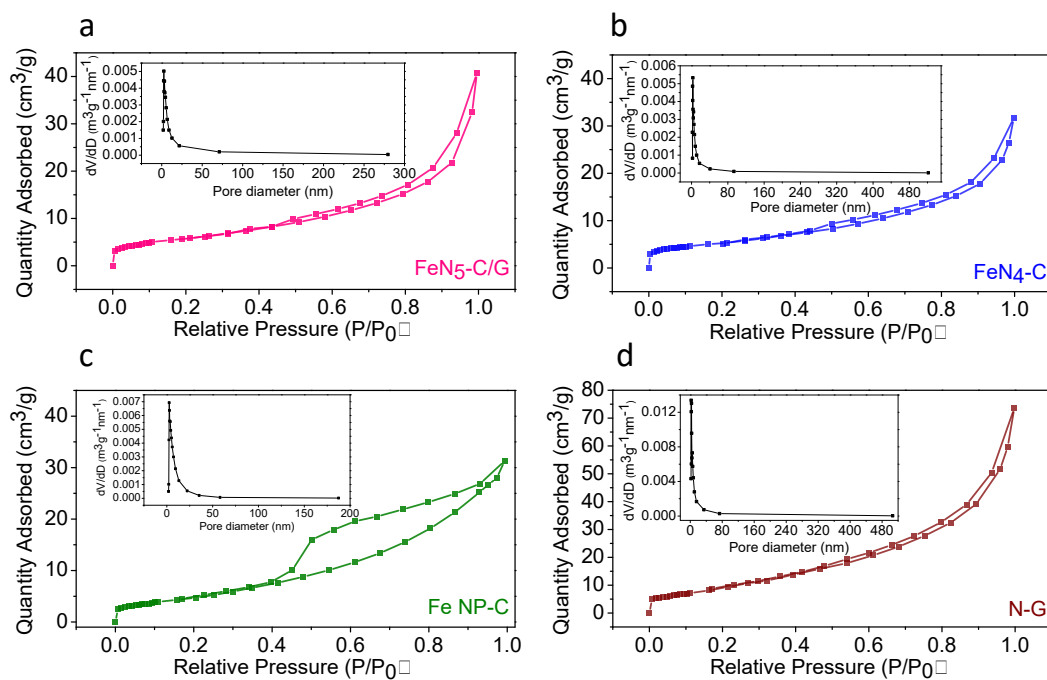 a
Quantity Adsorbed (cm3/g)
40
30
20
10
0
0.0 0.2 0.4 0.6 0.8 1.0
Relative Pressure (P/P0□
FeN5-C/G
dV/dD (m3g-1nm-1)
0.005
0.004
0.003
0.002
0.001
0.000
0 50 100 150 200 250 300
Pore diameter (nm)
b
Quantity Adsorbed (cm3/g)
40
30
20
10
0
0.0 0.2 0.4 0.6 0.8 1.0
Relative Pressure (P/P0□
FeN4-C
dV/dD (m3g-1nm-1)
0.006
0.005
0.004
0.003
0.002
0.001
0.000
0 80 160 240 320 400 480
Pore diameter (nm)
c
Quantity Adsorbed (cm3/g)
40
30
20
10
0
0.0 0.2 0.4 0.6 0.8 1.0
Relative Pressure (P/P0□
Fe NP-C
dV/dD (m3g-1nm-1)
0.007
0.006
0.005
0.004
0.003
0.002
0.001
0.000
0 50 100 150 200
Pore diameter (nm)
d
Quantity Adsorbed (cm3/g)
80
70
60
50
40
30
20
10
0
0.0 0.2 0.4 0.6 0.8 1.0
Relative Pressure (P/P0□
N-G
dV/dD (m3g-1nm-1)
0.012
0.008
0.004
0.000
0 80 160 240 320 400 480
Pore diameter (nm)